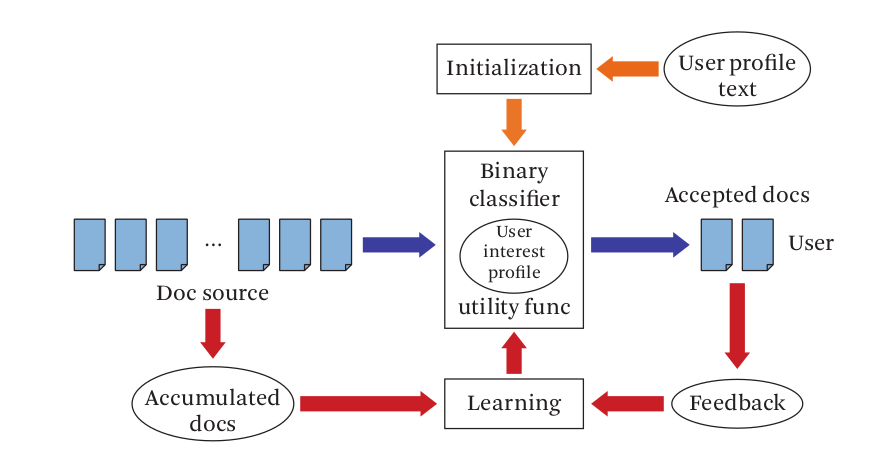 Initialization
User profile
text
Binary
classifier
User
interest
profile
utility func
Accepted docs
User
...
Doc source
Accumulated
docs
Learning
Feedback